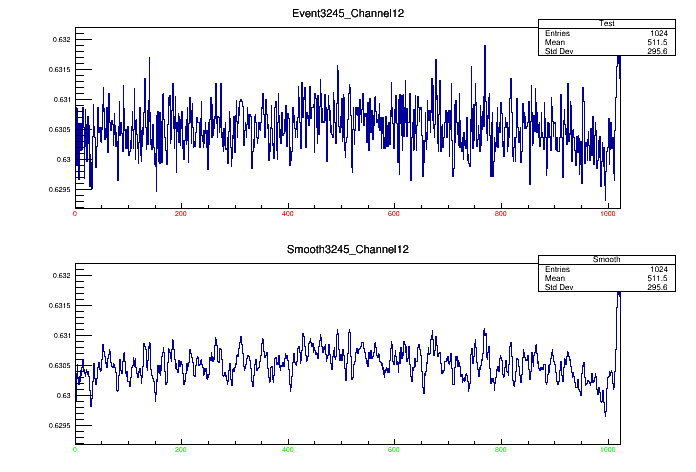 Event3245_Channel12
Test
Entries 1024
Mean 511.5
Std Dev 295.6
0.632
0.6315
0.631
0.6305
0.63
0.6295
0 200 400 600 800 1000
Smooth3245_Channel12
Smooth
Entries 1024
Mean 511.5
Std Dev 295.6
0.632
0.6315
0.631
0.6305
0.63
0.6295
0 200 400 600 800 1000